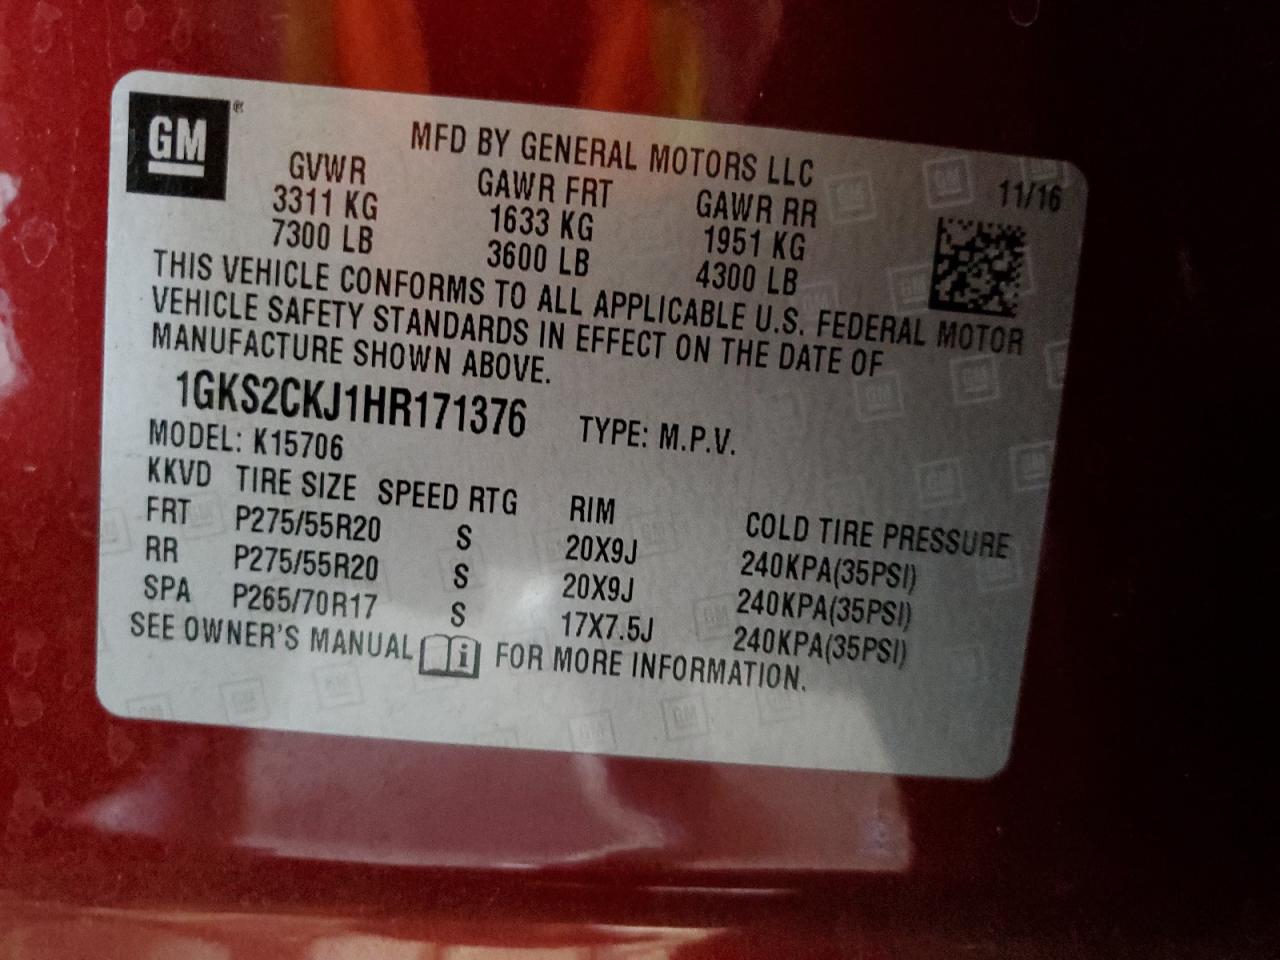 GM ®
MFD BY GENERAL MOTORS LLC
11/16
GVWR GAWR FRT GAWR RR
3311 KG 1633 KG 1951 KG
7300 LB 3600 LB 4300 LB
THIS VEHICLE CONFORMS TO ALL APPLICABLE U.S. FEDERAL MOTOR
VEHICLE SAFETY STANDARDS IN EFFECT ON THE DATE OF
MANUFACTURE SHOWN ABOVE.
1GKS2CKJ1HR171376 TYPE: M.P.V.
MODEL: K15706
KKVD TIRE SIZE SPEED RTG RIM COLD TIRE PRESSURE
FRT P275/55R20 S 20X9J 240KPA(35PSI)
RR P275/55R20 S 20X9J 240KPA(35PSI)
SPA P265/70R17 S 17X7.5J 240KPA(35PSI)
SEE OWNER'S MANUAL i FOR MORE INFORMATION.